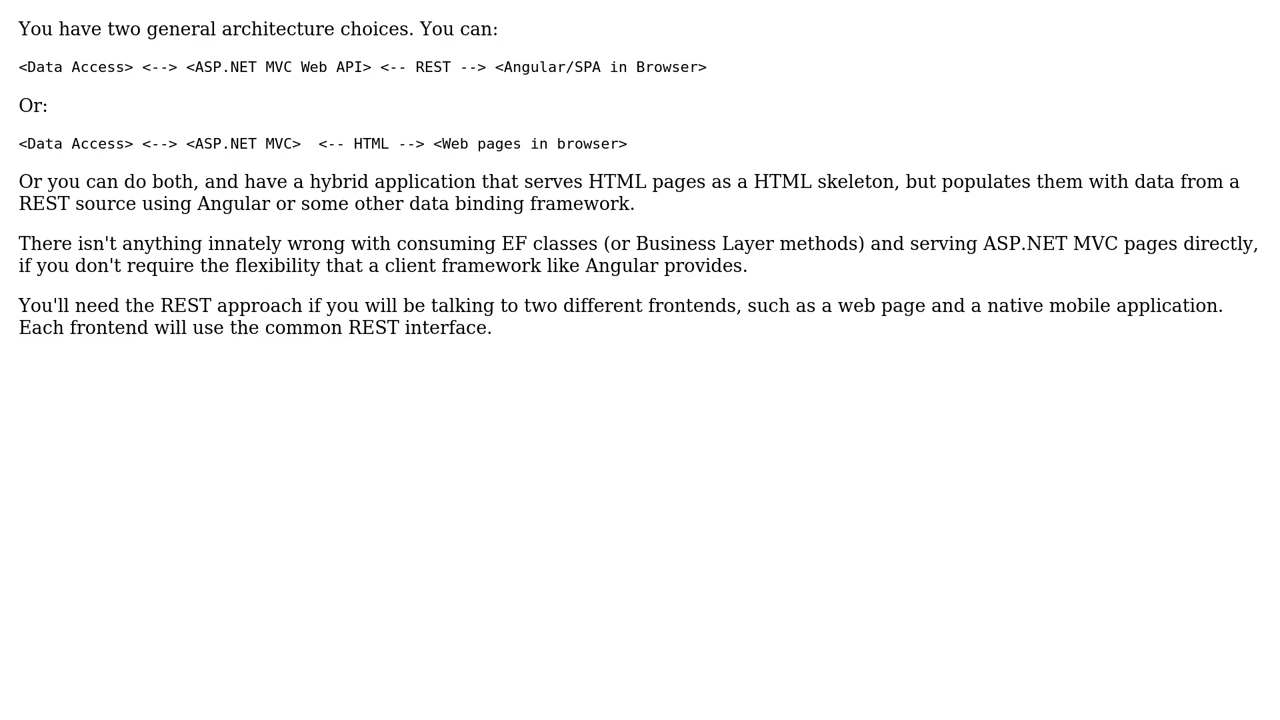 You have two general architecture choices. You can:
<Data Access> <--> <ASP.NET MVC Web API> <-- REST --> <Angular/SPA in Browser>
Or:
<Data Access> <--> <ASP.NET MVC>  <-- HTML --> <Web pages in browser>
Or you can do both, and have a hybrid application that serves HTML pages as a HTML skeleton, but populates them with data from a
REST source using Angular or some other data binding framework.
There isn't anything innately wrong with consuming EF classes (or Business Layer methods) and serving ASP.NET MVC pages directly,
if you don't require the flexibility that a client framework like Angular provides.
You'll need the REST approach if you will be talking to two different frontends, such as a web page and a native mobile application.
Each frontend will use the common REST interface.